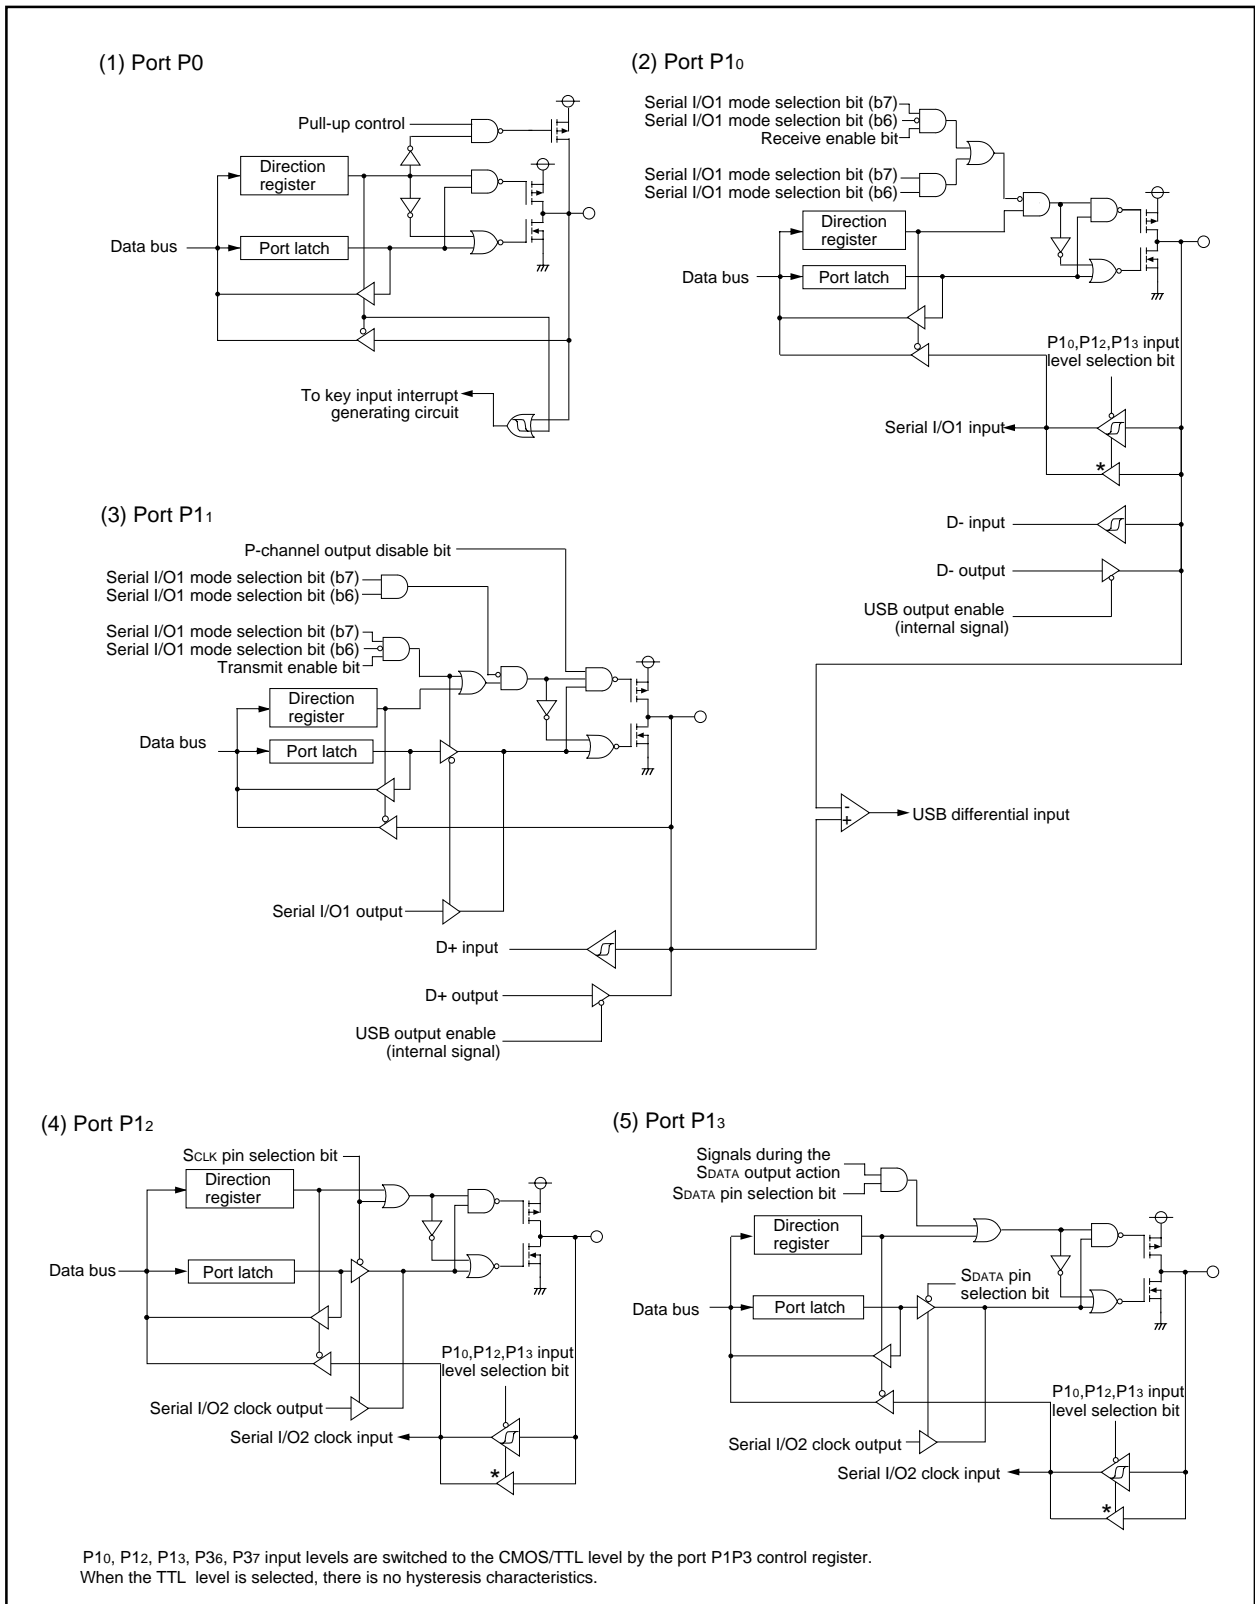 (1) Port P0
Pull-up control
Direction
register
Data bus
Port latch
To key input interrupt
generating circuit
(2) Port P10
Serial I/O1 mode selection bit (b7)
Serial I/O1 mode selection bit (b6)
Receive enable bit
Serial I/O1 mode selection bit (b7)
Serial I/O1 mode selection bit (b6)
Direction
register
Data bus
Port latch
P10,P12,P13 input
level selection bit
Serial I/O1 input
*
D- input
D- output
USB output enable
(internal signal)
(3) Port P11
P-channel output disable bit
Serial I/O1 mode selection bit (b7)
Serial I/O1 mode selection bit (b6)
Serial I/O1 mode selection bit (b7)
Serial I/O1 mode selection bit (b6)
Transmit enable bit
Direction
register
Data bus
Port latch
-
+
USB differential input
Serial I/O1 output
D+ input
D+ output
USB output enable
(internal signal)
(4) Port P12
SCLK pin selection bit
Direction
register
Data bus
Port latch
P10,P12,P13 input
level selection bit
Serial I/O2 clock output
Serial I/O2 clock input
*
(5) Port P13
Signals during the
SDATA output action
SDATA pin selection bit
Direction
register
SDATA pin
selection bit
Data bus
Port latch
P10,P12,P13 input
level selection bit
Serial I/O2 clock output
Serial I/O2 clock input
*
P10, P12, P13, P36, P37 input levels are switched to the CMOS/TTL level by the port P1P3 control register.
When the TTL level is selected, there is no hysteresis characteristics.